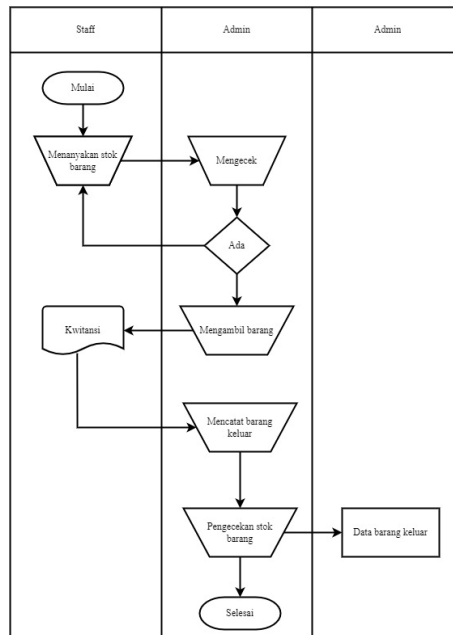 Staff
Admin
Admin
Mulai
Menanyakan stok
barang
Mengecek
Ada
Mengambil barang
Kwitansi
Mencatat barang
keluar
Pengecekan stok
barang
Data barang keluar
Selesai